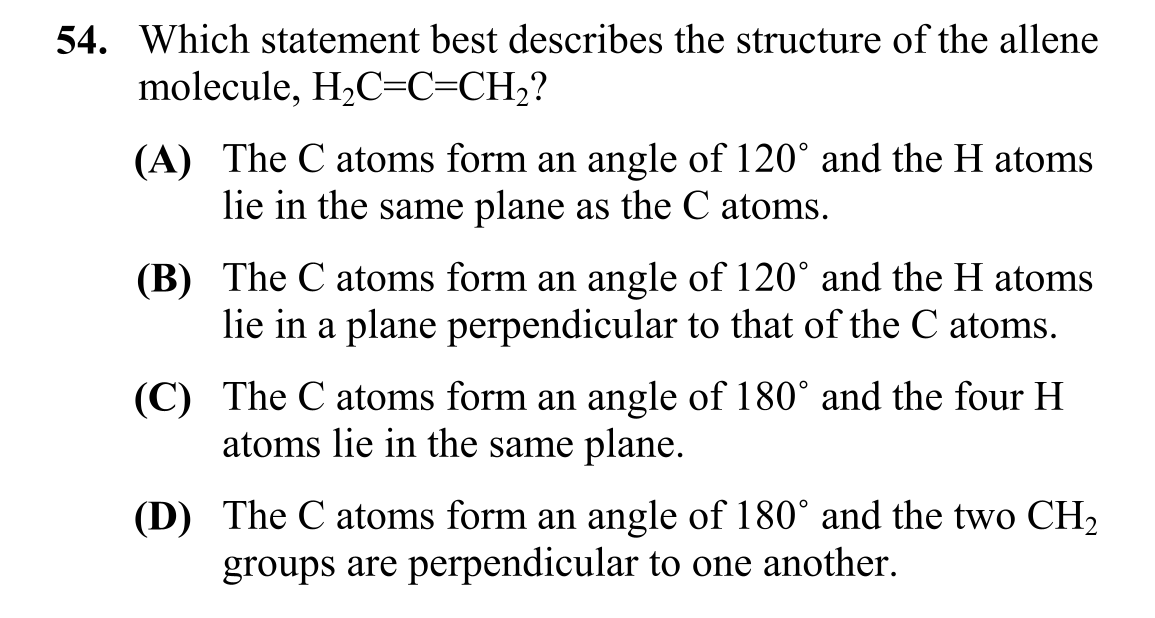 54. Which statement best describes the structure of the allene
molecule, H₂C=C=CH₂?
(A) The C atoms form an angle of 120˚ and the H atoms
lie in the same plane as the C atoms.
(B) The C atoms form an angle of 120˚ and the H atoms
lie in a plane perpendicular to that of the C atoms.
(C) The C atoms form an angle of 180˚ and the four H
atoms lie in the same plane.
(D) The C atoms form an angle of 180˚ and the two CH₂
groups are perpendicular to one another.